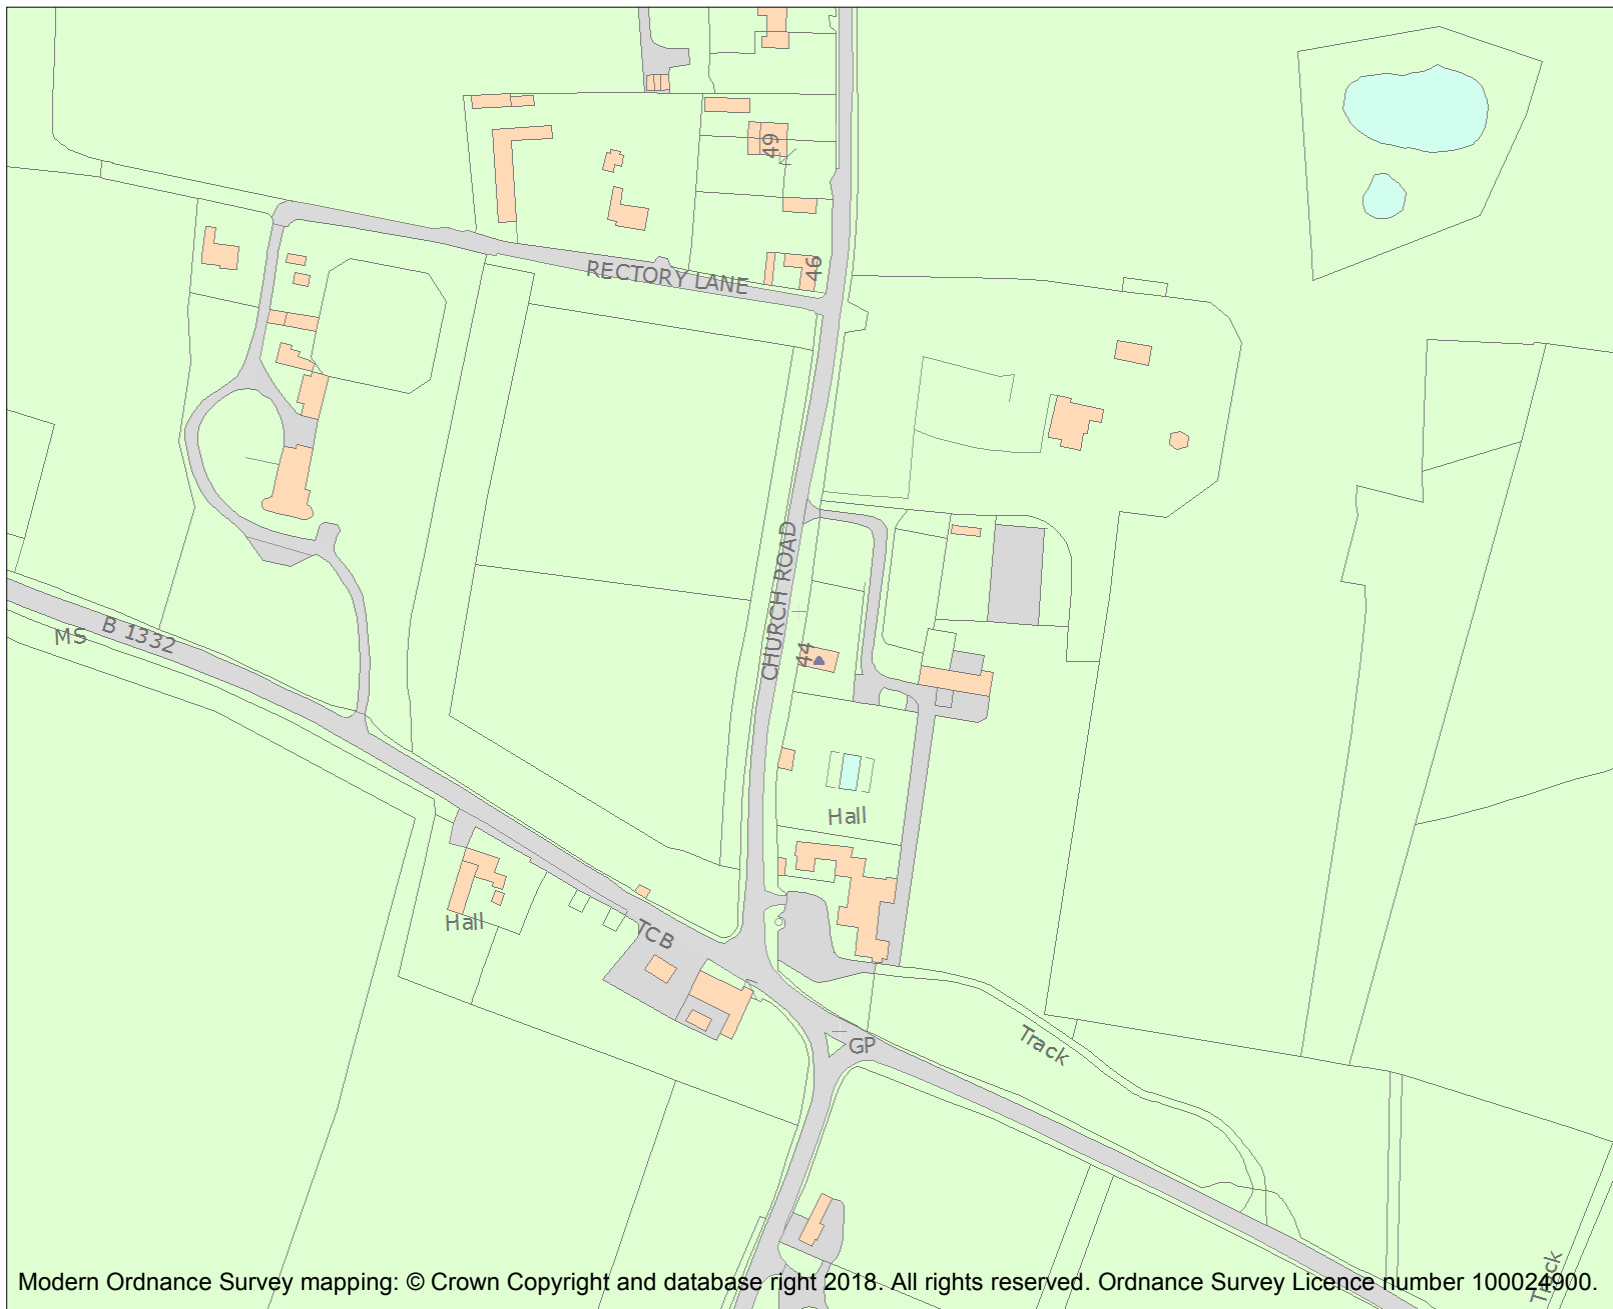 49
46
RECTORY LANE
CHURCH ROAD
B 1332
MS
44
Hall
Hall
TCB
GP
Track
Track
Modern Ordnance Survey mapping: © Crown Copyright and database right 2018. All rights reserved. Ordnance Survey Licence number 100024900.